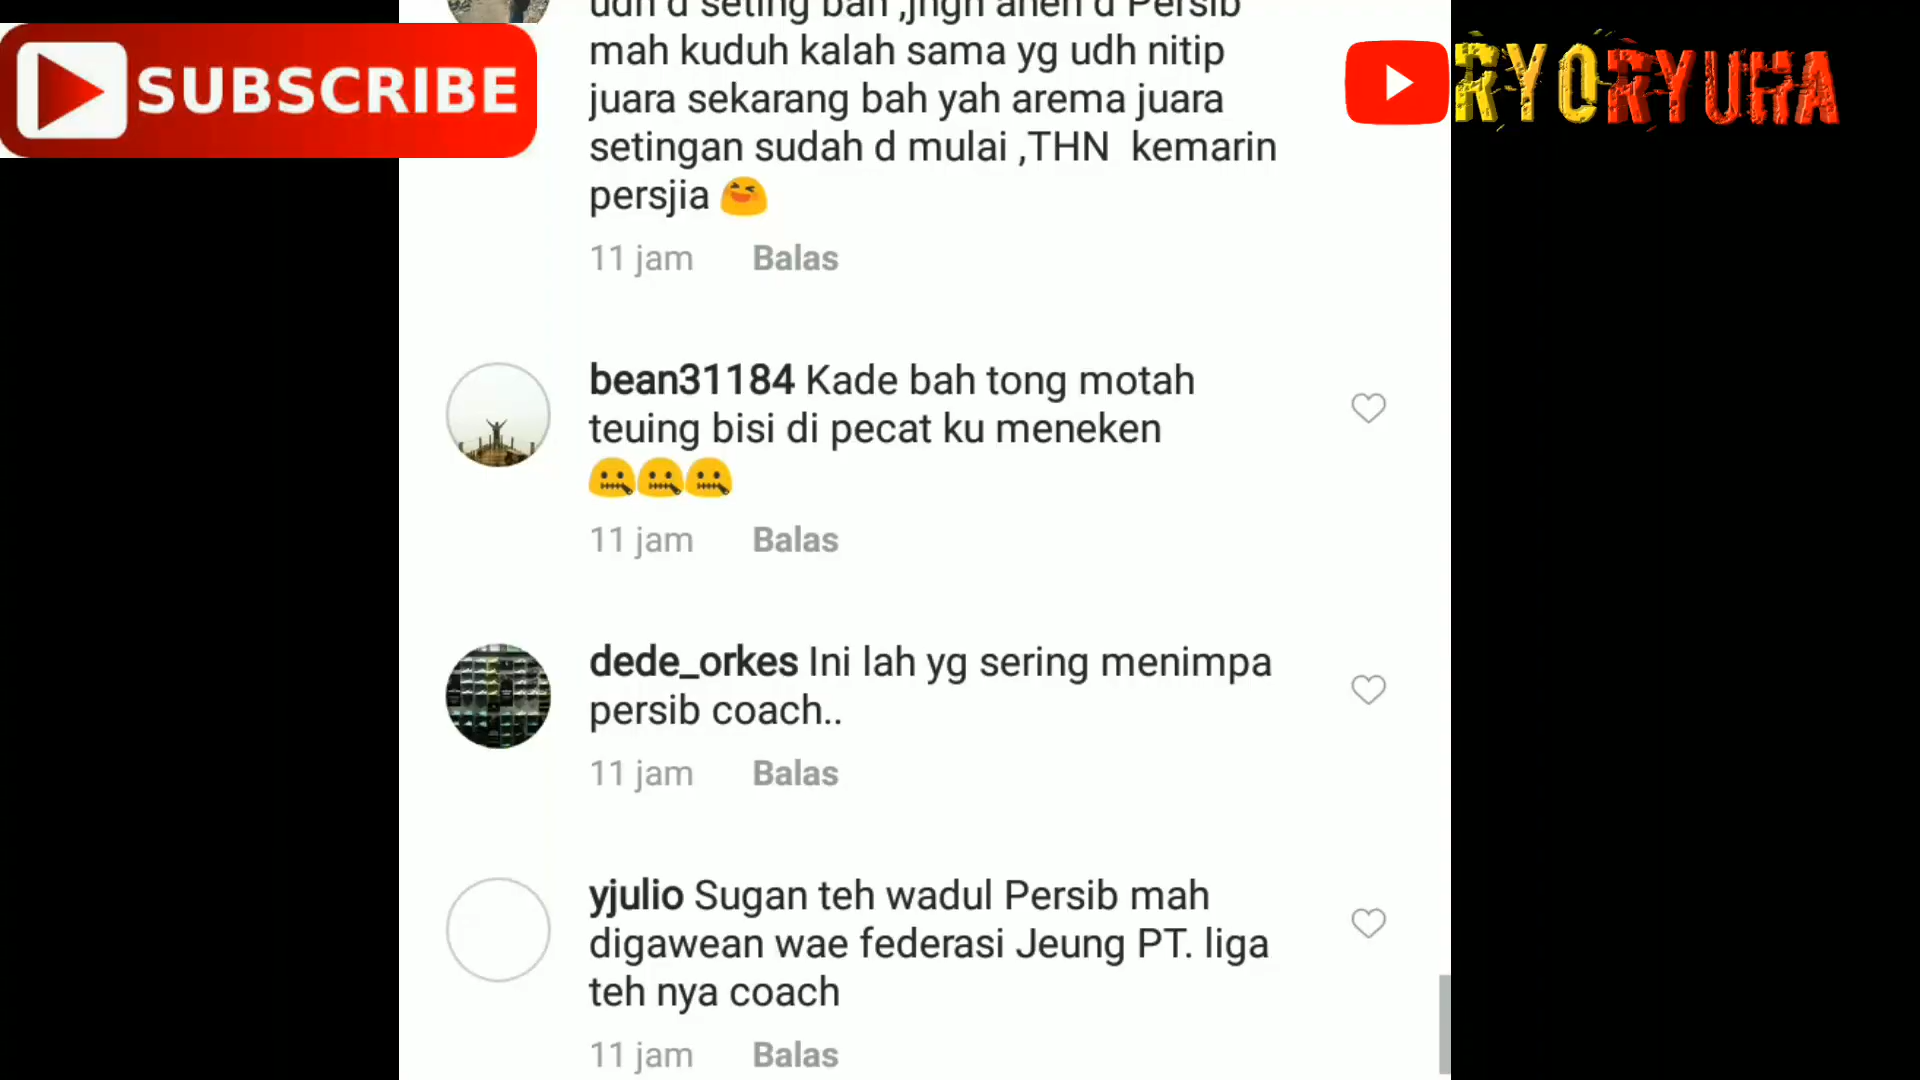 udh d seting bah ,jngn aneh d Persib
mah kuduh kalah sama yg udh nitip
juara sekarang bah yah arema juara
setingan sudah d mulai ,THN kemarin
persjia 😆
11 jam Balas
SUBSCRIBE
RYORYUHA
bean31184 Kade bah tong motah
teuing bisi di pecat ku meneken
🤐🤐🤐
11 jam Balas
dede_orkes Ini lah yg sering menimpa
persib coach..
11 jam Balas
yjulio Sugan teh wadul Persib mah
digawean wae federasi Jeung PT. liga
teh nya coach
11 jam Balas